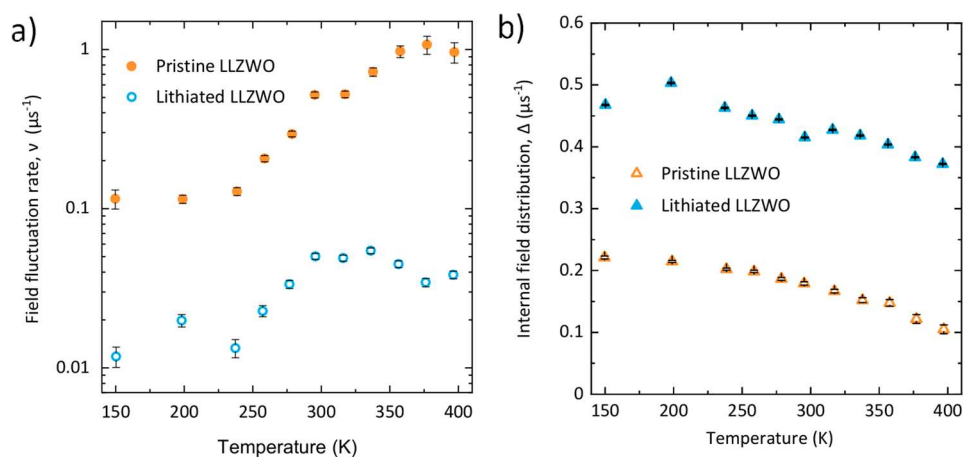 a)
Field fluctuation rate, ν (μs⁻¹)
1
0.1
0.01
Pristine LLZWO
Lithiated LLZWO
150 200 250 300 350 400
Temperature (K)
b)
Internal field distribution, Δ (μs⁻¹)
0.6
0.5
0.4
0.3
0.2
0.1
0
Pristine LLZWO
Lithiated LLZWO
150 200 250 300 350 400
Temperature (K)